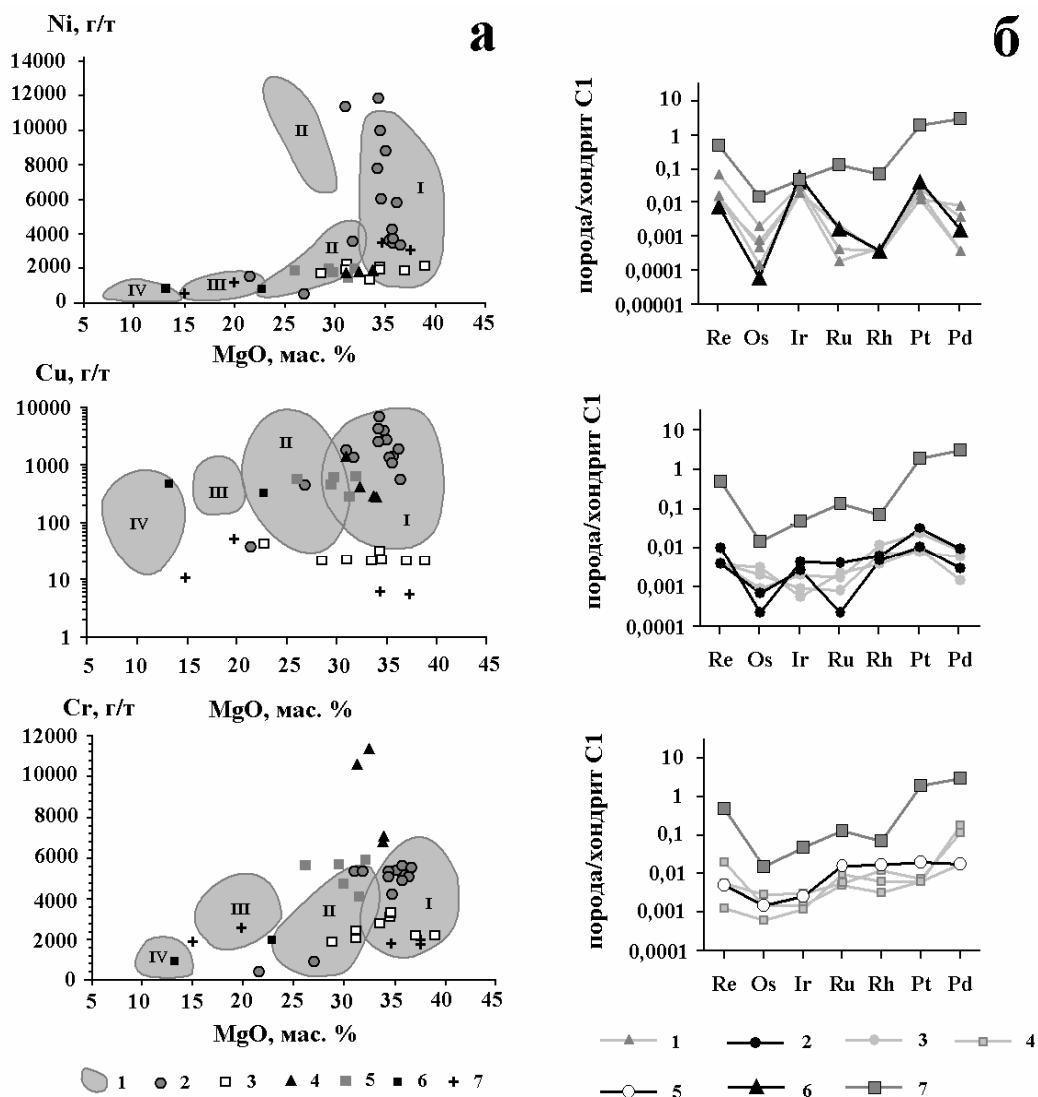 Ni, г/т
а
14000
12000
10000
8000
6000
4000
2000
0
II
I
II
III
IV
5 10 15 20 25 30 35 40 45
MgO, мас. %
Cu, г/т
10000
1000
100
10
1
II
III
IV
I
5 10 15 20 25 30 35 40 45
Cr, г/т
MgO, мас. %
12000
10000
8000
6000
4000
2000
0
III
II
I
IV
5 10 15 20 25 30 35 40 45
MgO, мас. %
1 2 3 4 5 6 7
б
порода/хондрит C1
10
1
0,1
0,01
0,001
0,0001
0,00001
Re Os Ir Ru Rh Pt Pd
порода/хондрит C1
10
1
0,1
0,01
0,001
0,0001
Re Os Ir Ru Rh Pt Pd
порода/хондрит C1
10
1
0,1
0,01
0,001
0,0001
Re Os Ir Ru Rh Pt Pd
1 2 3 4
5 6 7